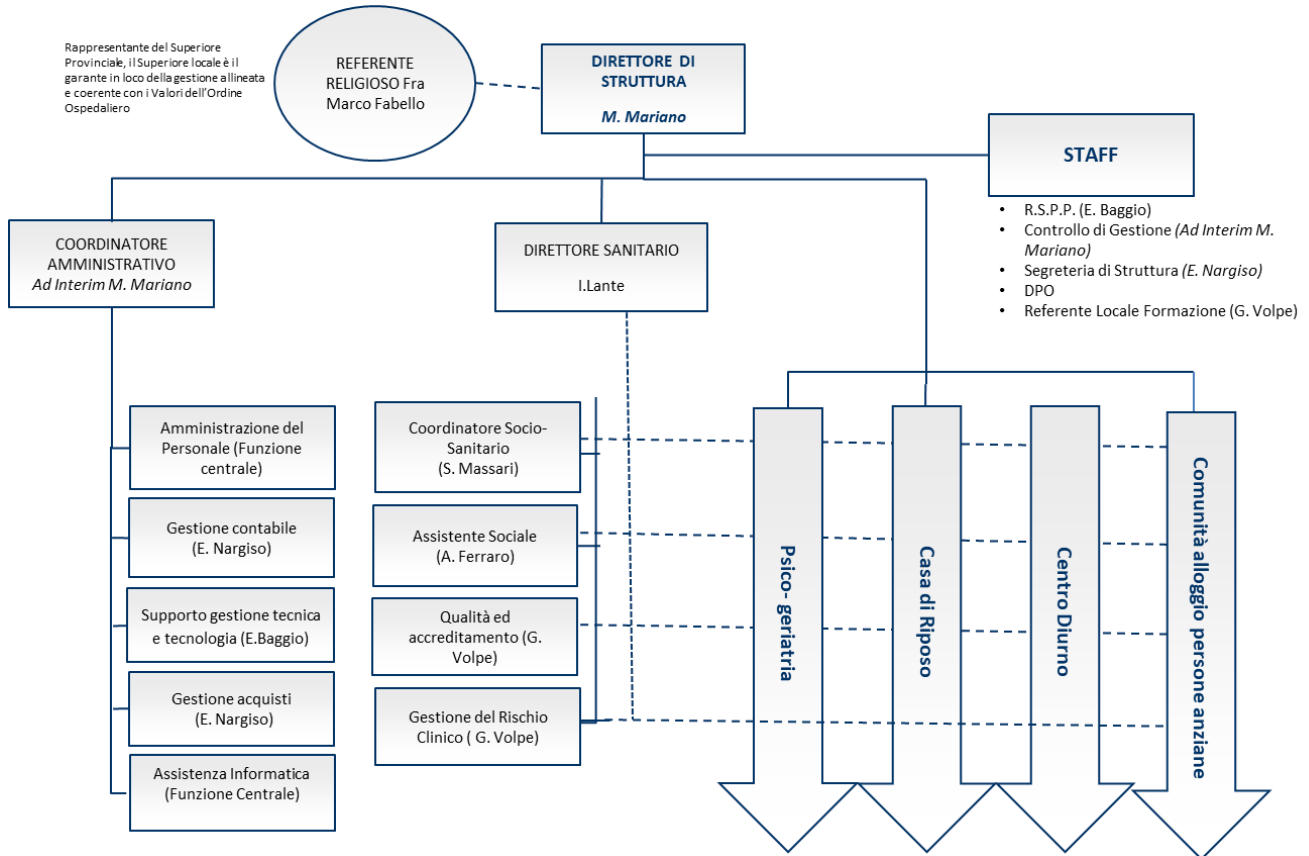 Rappresentante del Superiore
Provinciale, il Superiore locale è il
garante in loco della gestione allineata
e coerente con i Valori dell'Ordine
Ospedaliero
REFERENTE
RELIGIOSO Fra
Marco Fabello
DIRETTORE DI
STRUTTURA
M. Mariano
STAFF
• R.S.P.P. (E. Baggio)
• Controllo di Gestione (Ad Interim M.
Mariano)
• Segreteria di Struttura (E. Nargiso)
• DPO
• Referente Locale Formazione (G. Volpe)
COORDINATORE
AMMINISTRATIVO
Ad Interim M. Mariano
DIRETTORE SANITARIO
I.Lante
Amministrazione del
Personale (Funzione
centrale)
Gestione contabile
(E. Nargiso)
Supporto gestione tecnica
e tecnologia (E.Baggio)
Gestione acquisti
(E. Nargiso)
Assistenza Informatica
(Funzione Centrale)
Coordinatore Socio-
Sanitario
(S. Massari)
Assistente Sociale
(A. Ferraro)
Qualità ed
accreditamento (G.
Volpe)
Gestione del Rischio
Clinico ( G. Volpe)
Psico- geriatria
Casa di Riposo
Centro Diurno
Comunità alloggio persone anziane